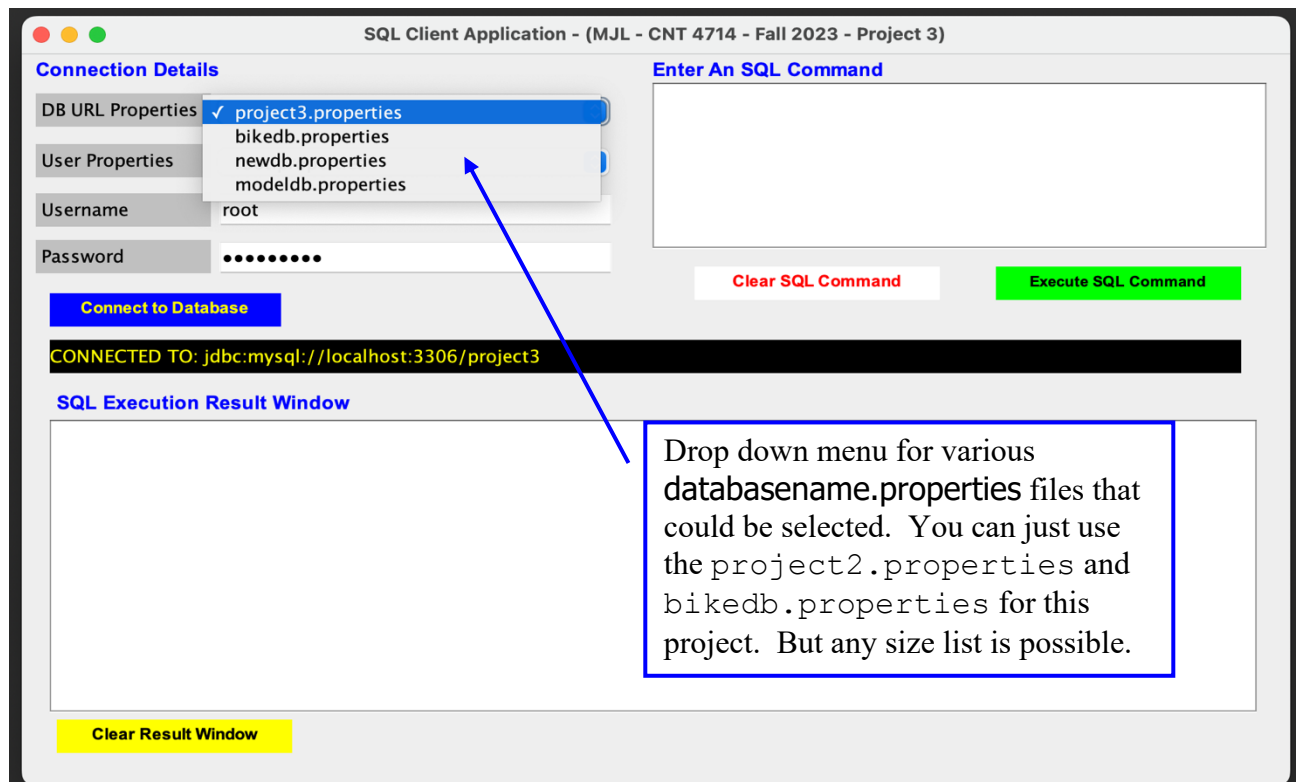 SQL Client Application - (MJL - CNT 4714 - Fall 2023 - Project 3)
Connection Details
DB URL Properties
✓ project3.properties
bikedb.properties
newdb.properties
modeldb.properties
User Properties
Username
root
Password
•••••••••
Connect to Database
Enter An SQL Command
Clear SQL Command
Execute SQL Command
CONNECTED TO: jdbc:mysql://localhost:3306/project3
SQL Execution Result Window
Drop down menu for various
databasename.properties files that
could be selected. You can just use
the project2.properties and
bikedb.properties for this
project. But any size list is possible.
Clear Result Window